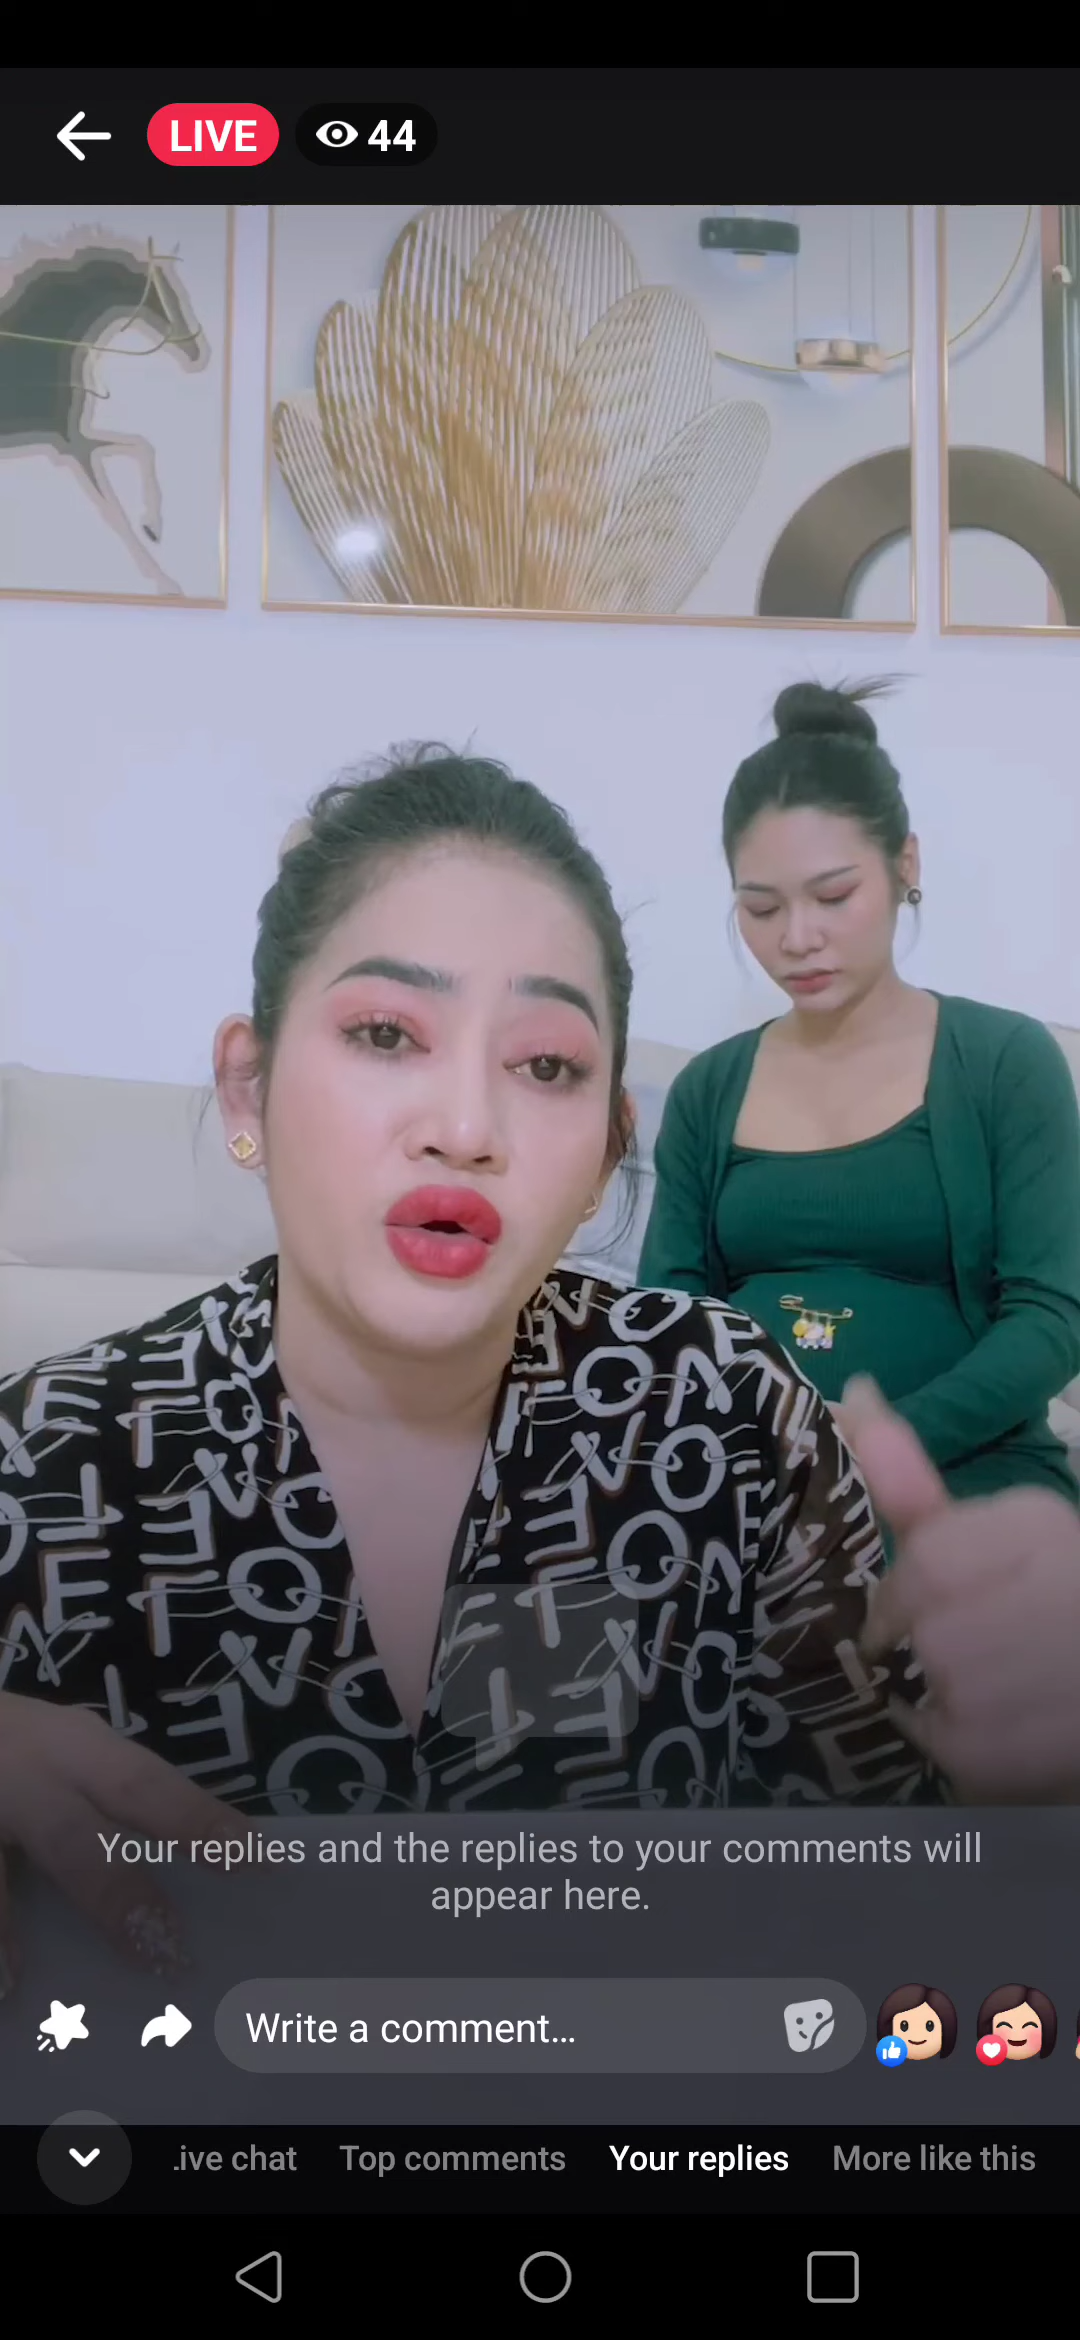 LIVE 44
LOVE
Your replies and the replies to your comments will
appear here.
Write a comment...
ive chat Top comments Your replies More like this